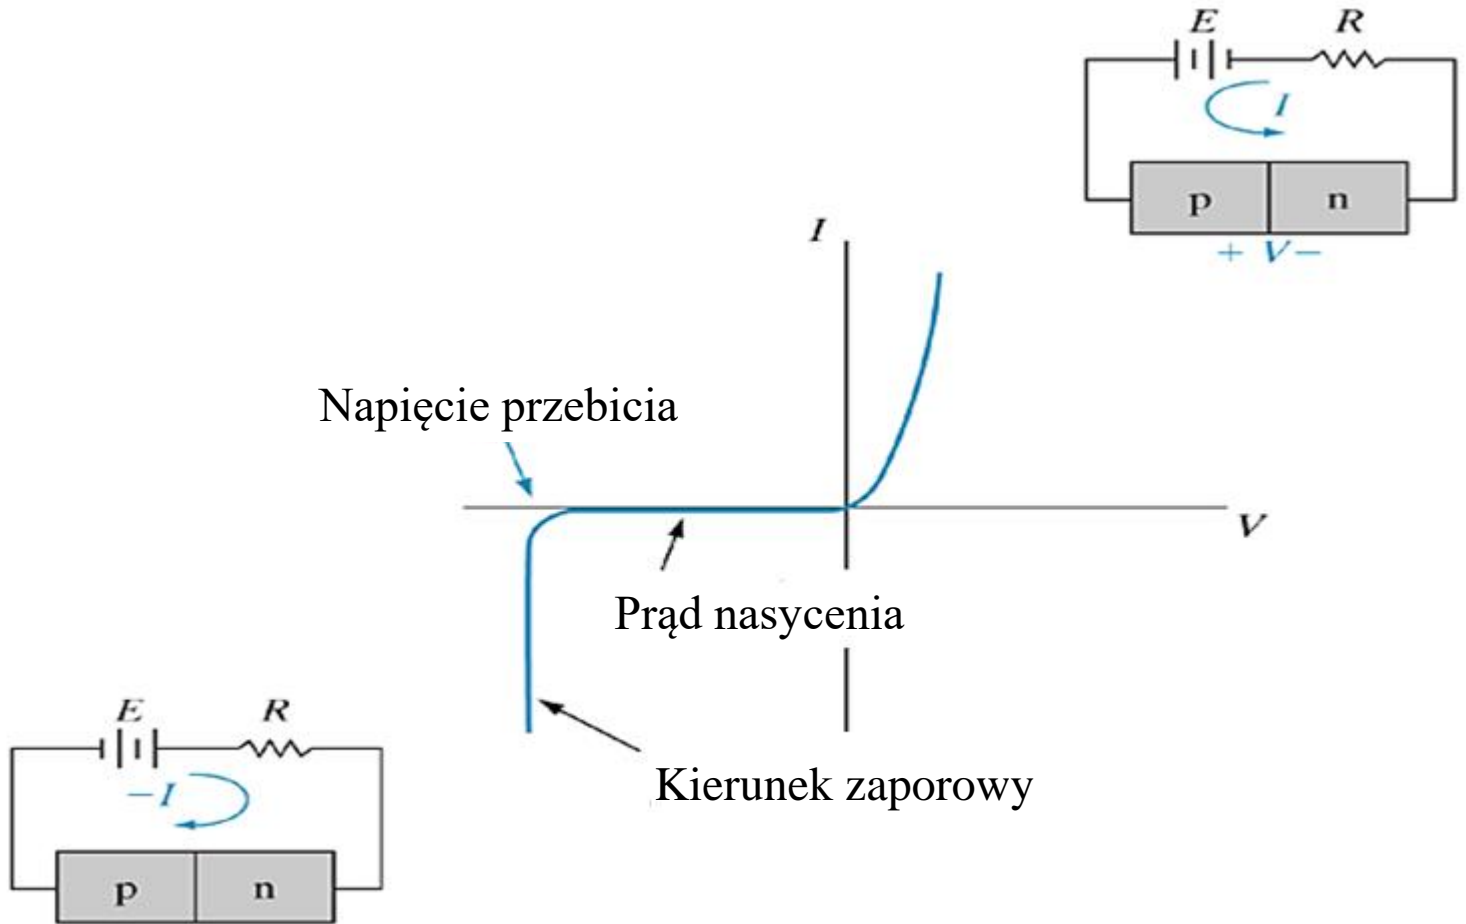 E R
I
p n
+ V −
I
Napięcie przebicia
V
Prąd nasycenia
Kierunek zaporowy
E R
−I
p n